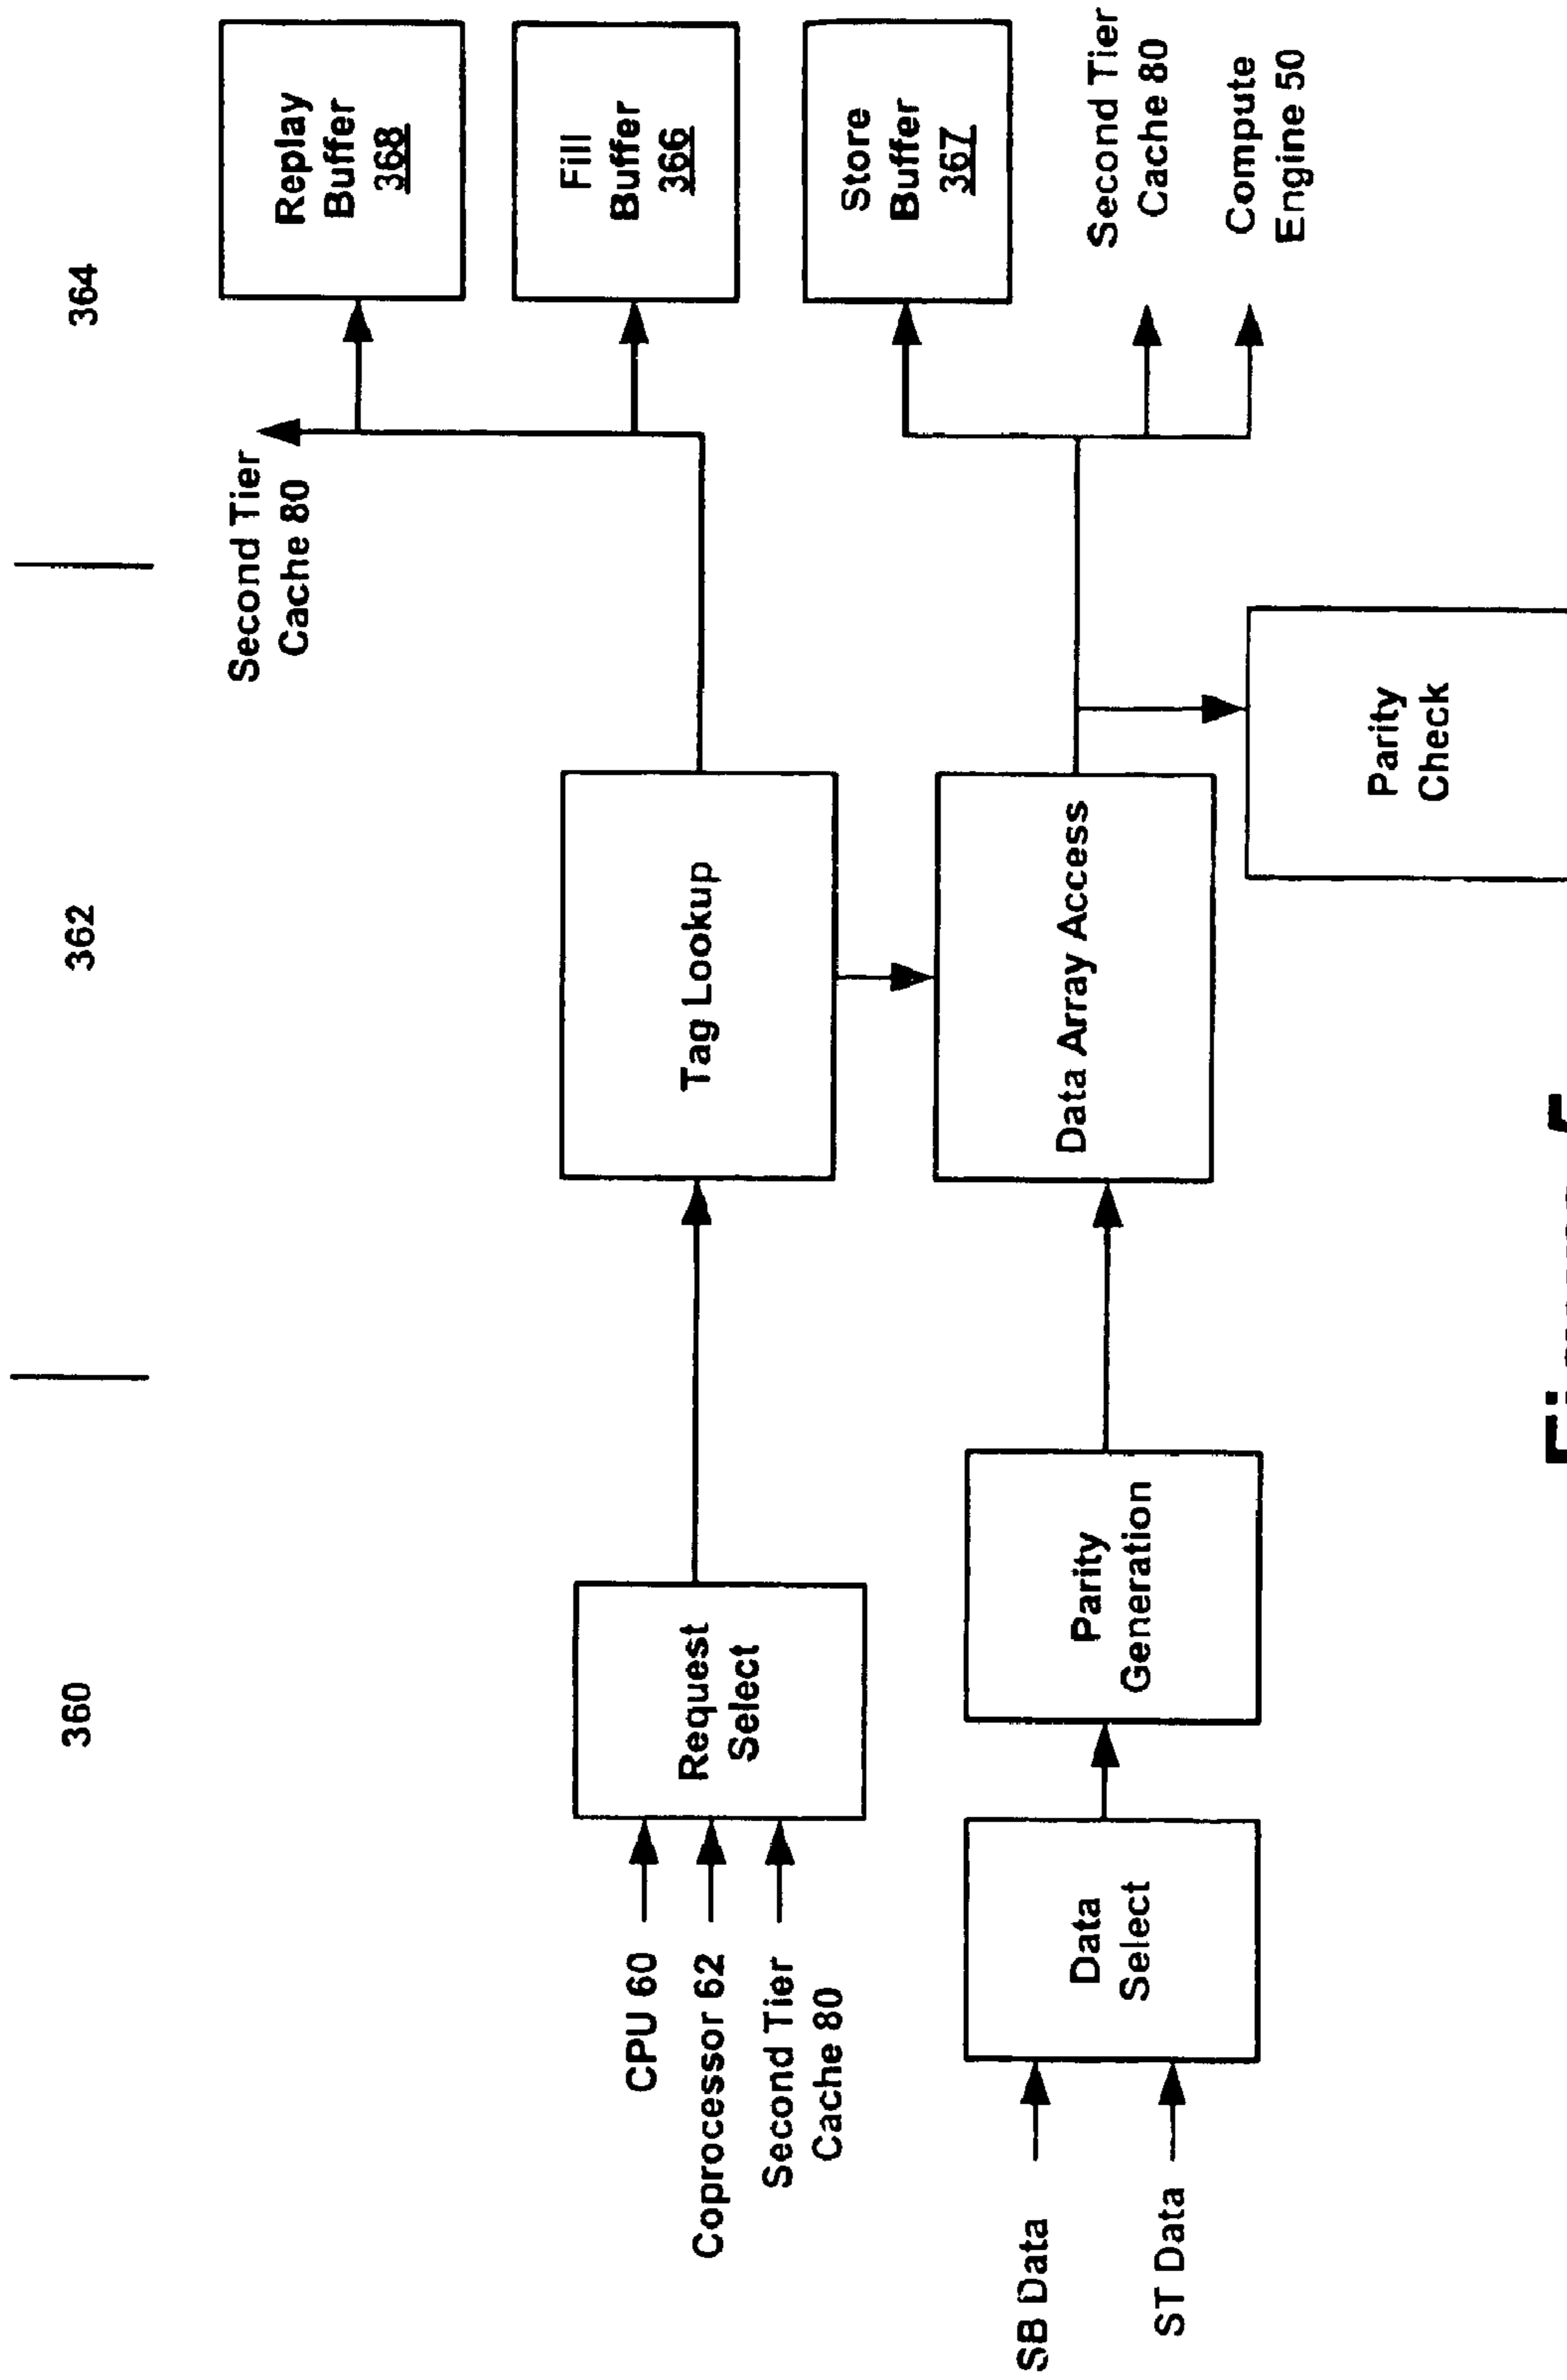 360
362
364
Second Tier
Cache 80
Replay
Buffer
368
Fill
Buffer
366
CPU 60
Coprocessor 62
Second Tier
Cache 80
Request
Select
Tag Lookup
Store
Buffer
367
SB Data
ST Data
Data
Select
Parity
Generation
Data Array Access
Second Tier
Cache 80
Compute
Engine 50
Parity
Check